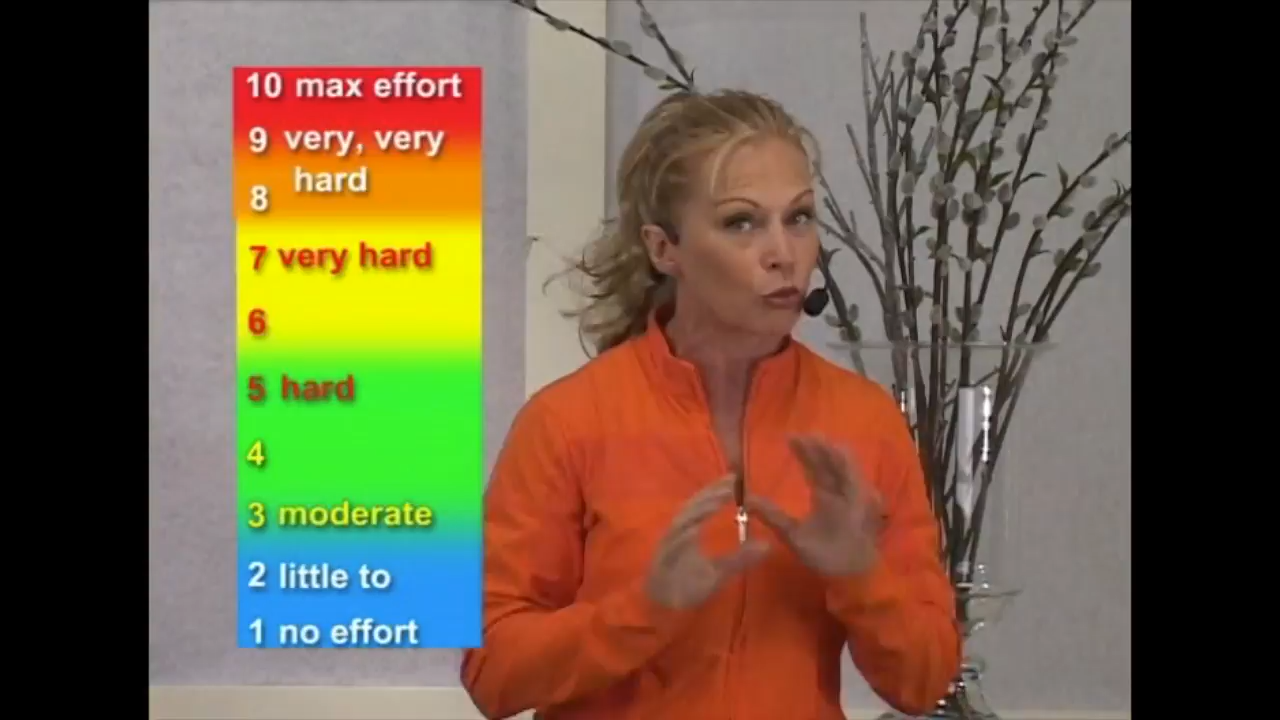 10 max effort
9 very, very
hard
8
7 very hard
6
5 hard
4
3 moderate
2 little to
1 no effort